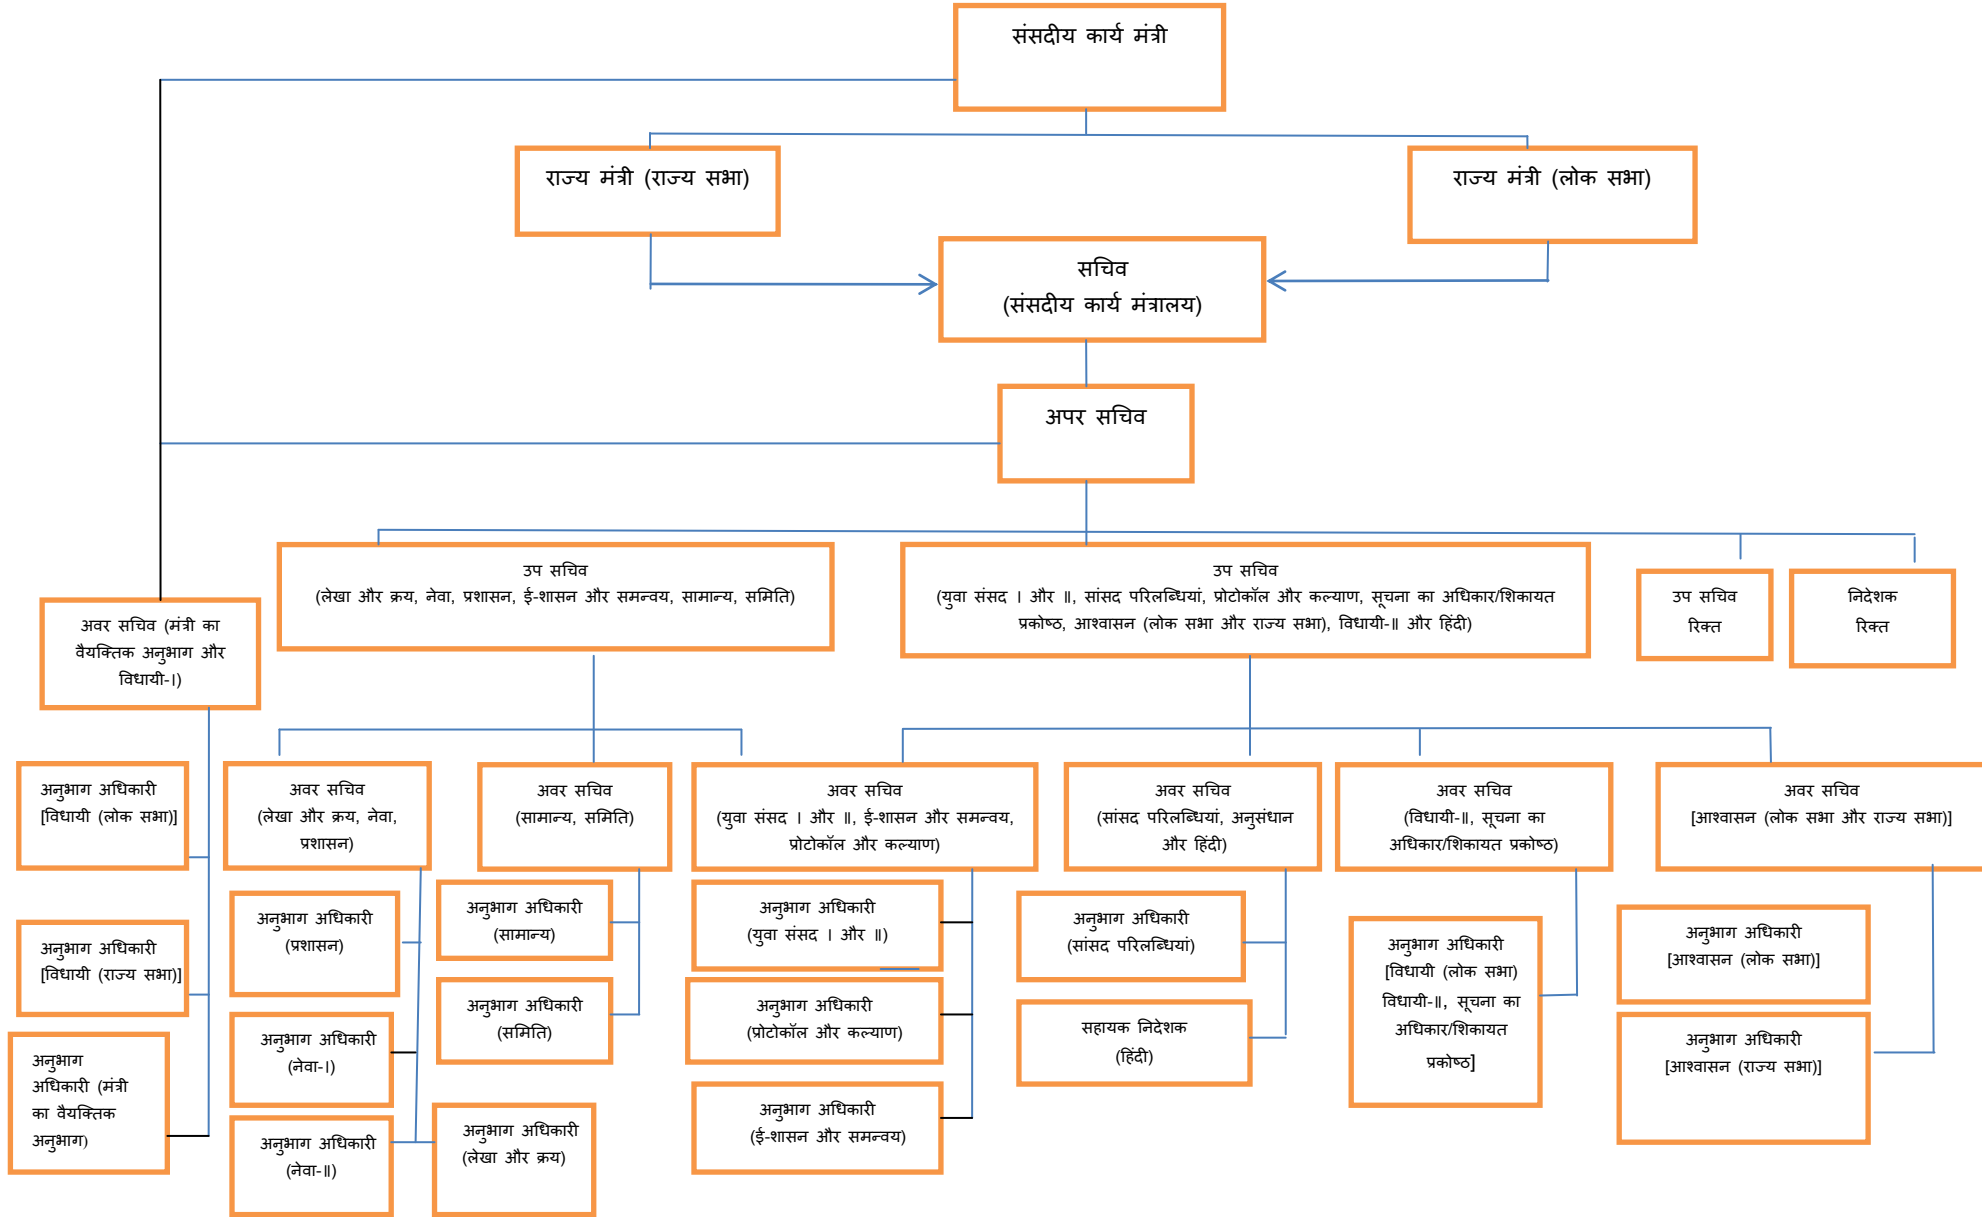 संसदीय कार्य मंत्री
राज्य मंत्री (राज्य सभा)
राज्य मंत्री (लोक सभा)
सचिव
(संसदीय कार्य मंत्रालय)
अपर सचिव
उप सचिव
(लेखा और क्रय, नेवा, प्रशासन, ई-शासन और समन्वय, सामान्य, समिति)
उप सचिव
(युवा संसद । और ॥, सांसद परिलब्धियां, प्रोटोकॉल और कल्याण, सूचना का अधिकार/शिकायत
प्रकोष्ठ, आश्वासन (लोक सभा और राज्य सभा), विधायी-॥ और हिंदी)
उप सचिव
रिक्त
निदेशक
रिक्त
अवर सचिव (मंत्री का
वैयक्तिक अनुभाग और
विधायी-।)
अनुभाग अधिकारी
[विधायी (लोक सभा)]
अनुभाग अधिकारी
[विधायी (राज्य सभा)]
अनुभाग
अधिकारी (मंत्री
का वैयक्तिक
अनुभाग)
अवर सचिव
(लेखा और क्रय, नेवा,
प्रशासन)
अनुभाग अधिकारी
(प्रशासन)
अनुभाग अधिकारी
(नेवा-।)
अनुभाग अधिकारी
(नेवा-॥)
अनुभाग अधिकारी
(लेखा और क्रय)
अवर सचिव
(सामान्य, समिति)
अनुभाग अधिकारी
(सामान्य)
अनुभाग अधिकारी
(समिति)
अवर सचिव
(युवा संसद । और ॥, ई-शासन और समन्वय,
प्रोटोकॉल और कल्याण)
अनुभाग अधिकारी
(युवा संसद । और ॥)
अनुभाग अधिकारी
(प्रोटोकॉल और कल्याण)
अनुभाग अधिकारी
(ई-शासन और समन्वय)
अवर सचिव
(सांसद परिलब्धियां, अनुसंधान
और हिंदी)
अनुभाग अधिकारी
(सांसद परिलब्धियां)
सहायक निदेशक
(हिंदी)
अवर सचिव
(विधायी-॥, सूचना का
अधिकार/शिकायत प्रकोष्ठ)
अनुभाग अधिकारी
[विधायी (लोक सभा)
विधायी-॥, सूचना का
अधिकार/शिकायत
प्रकोष्ठ]
अवर सचिव
[आश्वासन (लोक सभा और राज्य सभा)]
अनुभाग अधिकारी
[आश्वासन (लोक सभा)]
अनुभाग अधिकारी
[आश्वासन (राज्य सभा)]